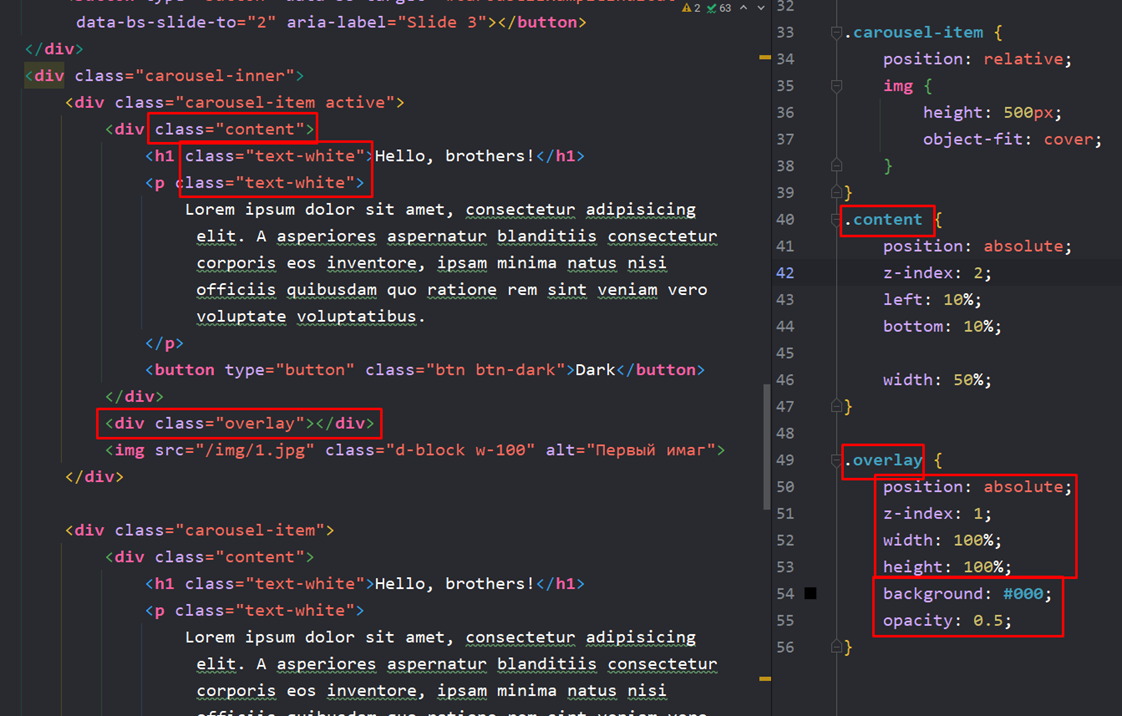 data-bs-slide-to="2" aria-label="Slide 3"></button>
2 63
</div>
<div class="carousel-inner">
<div class="carousel-item active">
<div class="content">
<h1 class="text-white">Hello, brothers!</h1>
<p class="text-white">
Lorem ipsum dolor sit amet, consectetur adipisicing
elit. A asperiores aspernatur blanditiis consectetur
corporis eos inventore, ipsam minima natus nisi
officiis quibusdam quo ratione rem sint veniam vero
voluptate voluptatibus.
</p>
<button type="button" class="btn btn-dark">Dark</button>
</div>
<div class="overlay"></div>
<img src="/img/1.jpg" class="d-block w-100" alt="Первый имаг">
</div>
<div class="carousel-item">
<div class="content">
<h1 class="text-white">Hello, brothers!</h1>
<p class="text-white">
Lorem ipsum dolor sit amet, consectetur adipisicing
elit. A asperiores aspernatur blanditiis consectetur
corporis eos inventore, ipsam minima natus nisi
32
33 .carousel-item {
34 position: relative;
35 img {
36 height: 500px;
37 object-fit: cover;
38 }
39 }
40 .content {
41 position: absolute;
42 z-index: 2;
43 left: 10%;
44 bottom: 10%;
45
46 width: 50%;
47 }
48
49 .overlay {
50 position: absolute;
51 z-index: 1;
52 width: 100%;
53 height: 100%;
54 background: #000;
55 opacity: 0.5;
56 }